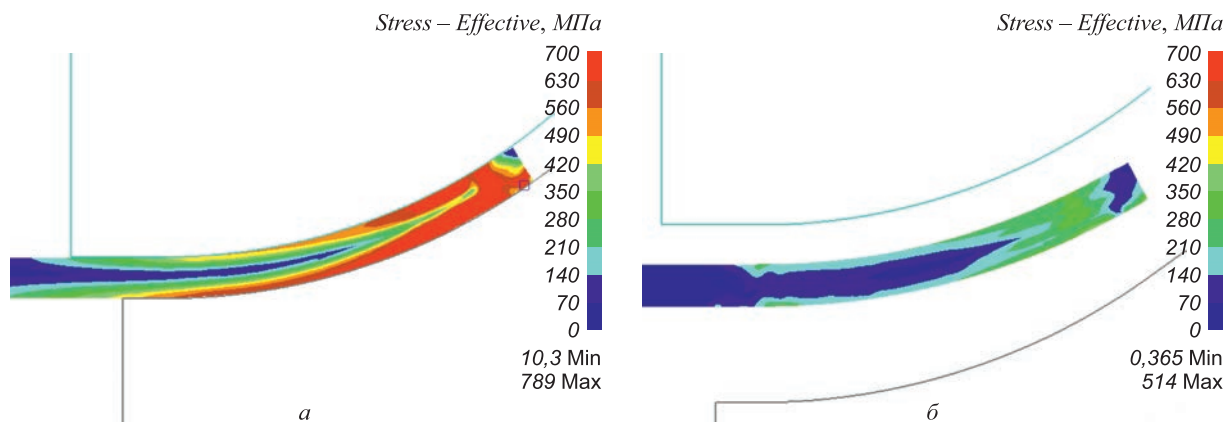 Stress – Effective, МПа
700
630
560
490
420
350
280
210
140
70
0
10,3 Min
789 Max
а
Stress – Effective, МПа
700
630
560
490
420
350
280
210
140
70
0
0,365 Min
514 Max
б